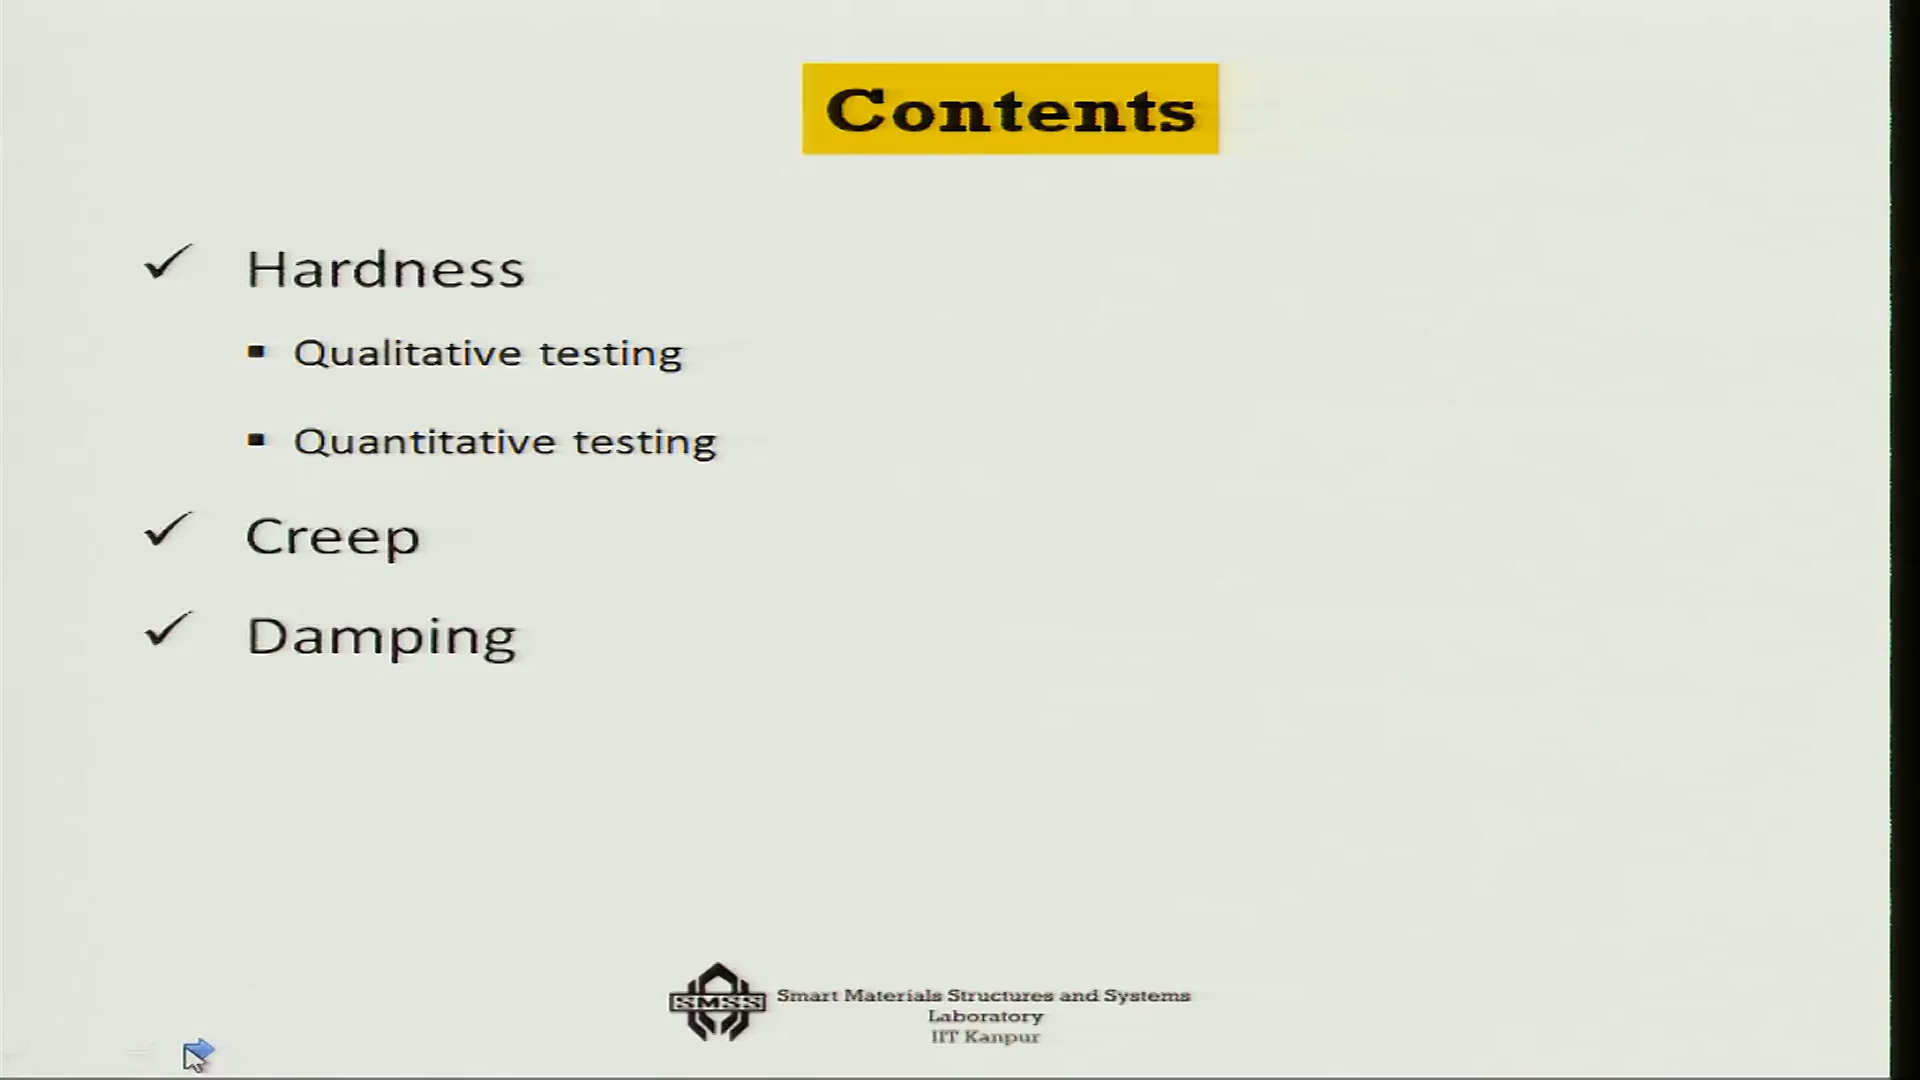 Contents
Hardness
Qualitative testing
Quantitative testing
Creep
Damping
SMSS
Smart Materials Structures and Systems
Laboratory
IIT Kanpur